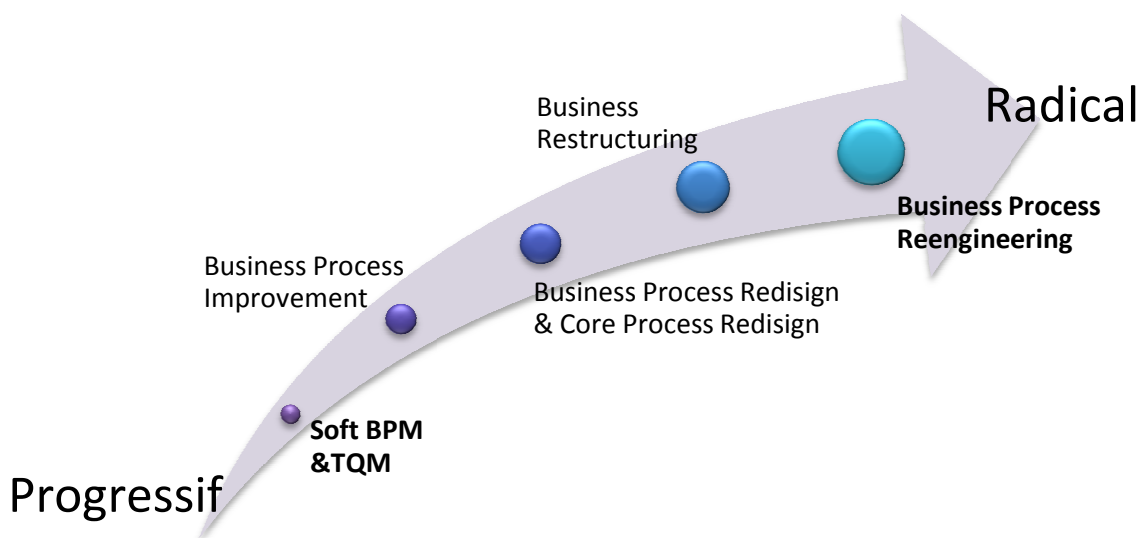 Radical
Business
Restructuring
Business Process
Reengineering
Business Process
Improvement
Business Process Redisign
& Core Process Redisign
Soft BPM
&TQM
Progressif